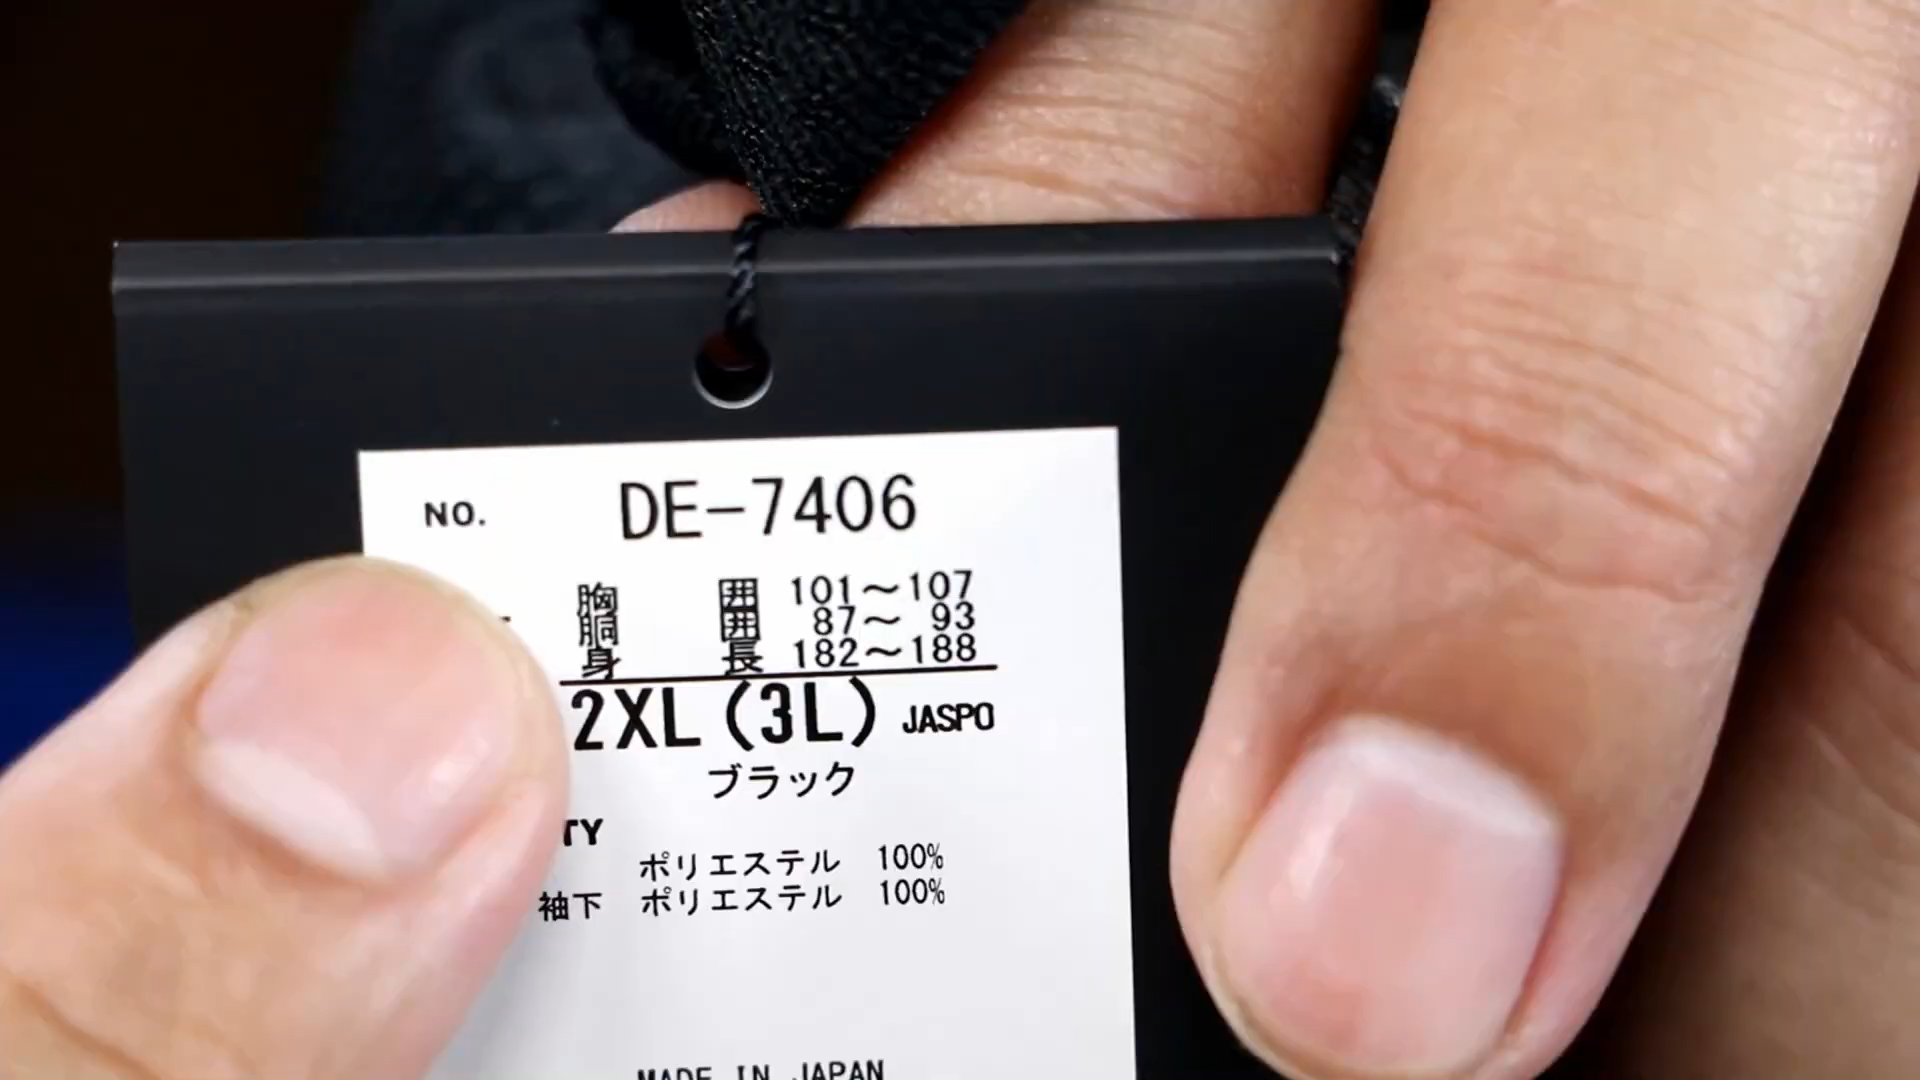 NO. DE-7406
胸 囲 101～107
胴 囲 87～ 93
身 長 182～188
2XL (3L) JASPO
ブラック
TY
ポリエステル 100%
袖下 ポリエステル 100%
MADE IN JAPAN